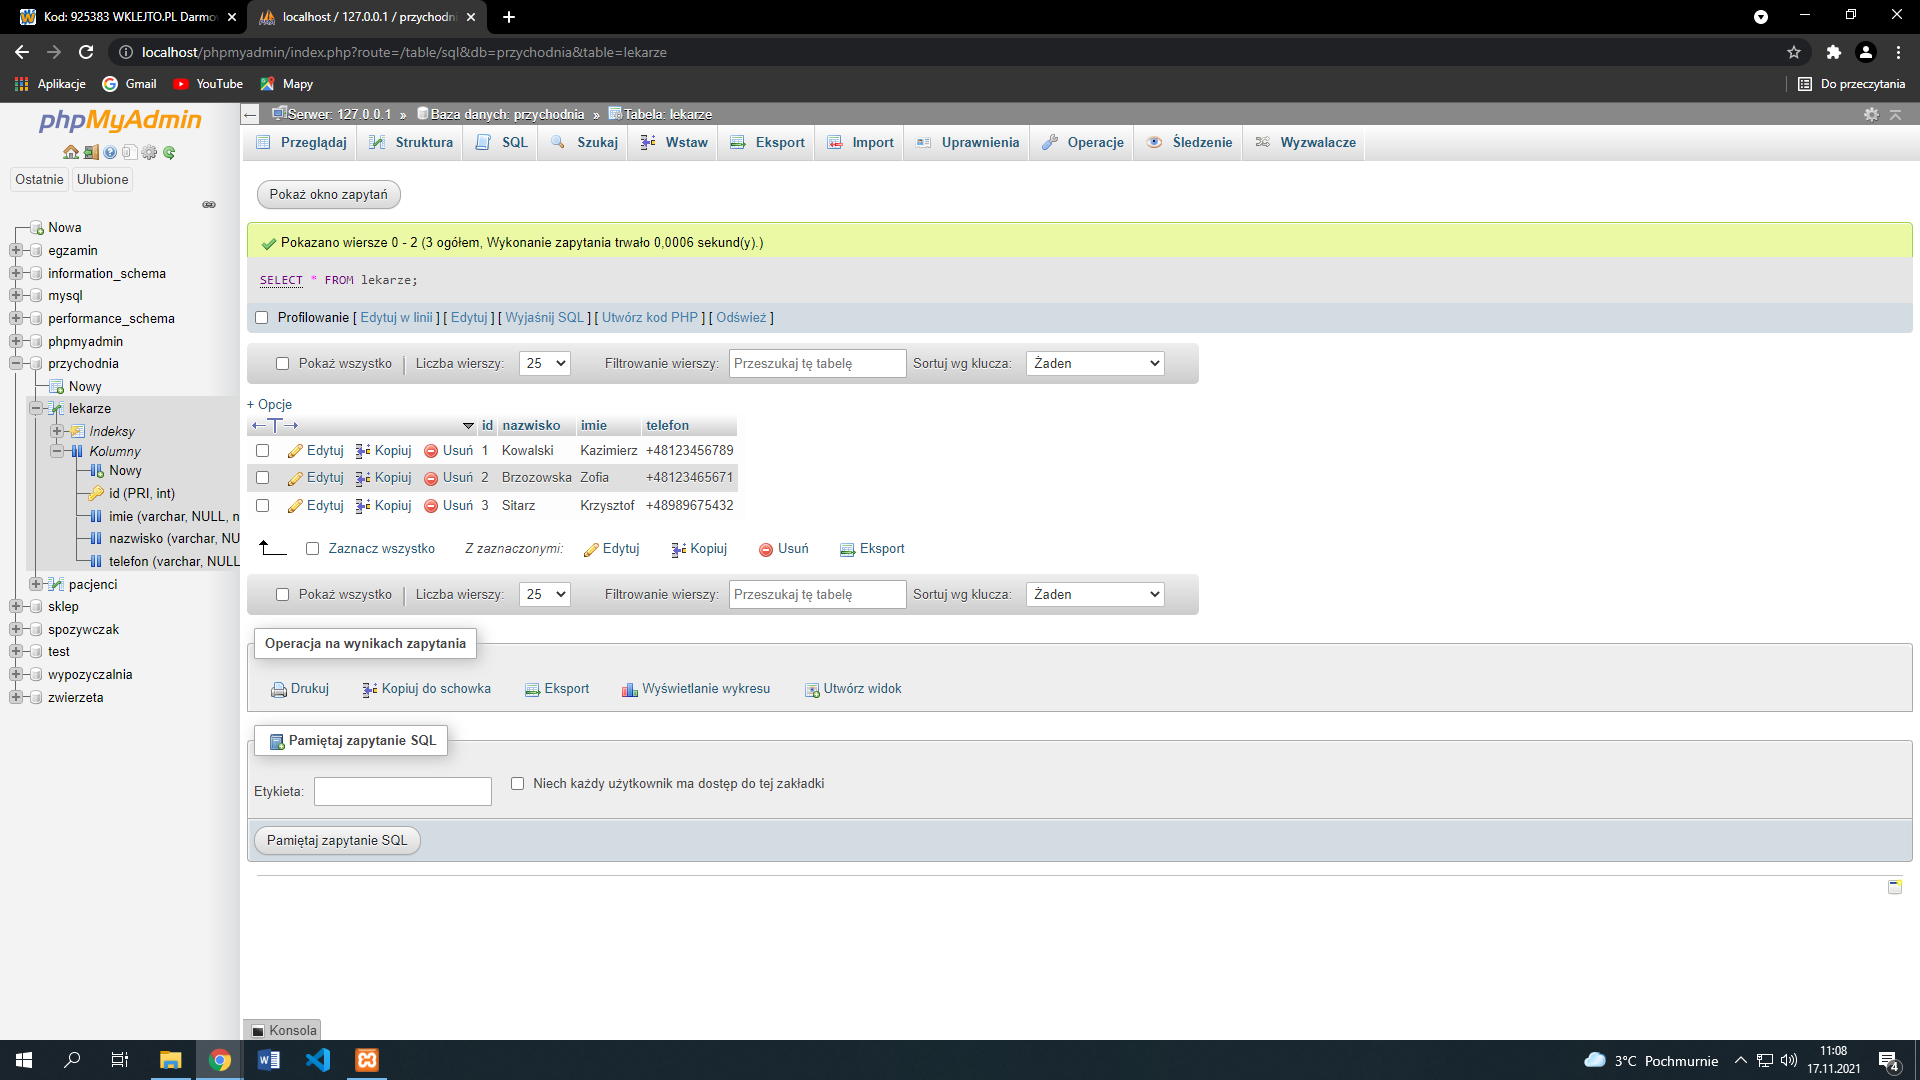 Kod: 925383 WKLEJTO.PL Darmow
localhost / 127.0.0.1 / przychodni
localhost/phpmyadmin/index.php?route=/table/sql&db=przychodnia&table=lekarze
Aplikacje Gmail YouTube Mapy Do przeczytania
phpMyAdmin
Ostatnie Ulubione
Nowa
egzamin
information_schema
mysql
performance_schema
phpmyadmin
przychodnia
Nowy
lekarze
Indeksy
Kolumny
Nowy
id (PRI, int)
imie (varchar, NULL, n
nazwisko (varchar, NU
telefon (varchar, NULL
pacjenci
sklep
spozywczak
test
wypozyczalnia
zwierzeta
Serwer: 127.0.0.1 » Baza danych: przychodnia » Tabela: lekarze
Przeglądaj Struktura SQL Szukaj Wstaw Eksport Import Uprawnienia Operacje Śledzenie Wyzwalacze
Pokaż okno zapytań
Pokazano wiersze 0 - 2 (3 ogółem, Wykonanie zapytania trwało 0,0006 sekund(y).)
SELECT * FROM lekarze;
Profilowanie [ Edytuj w linii ] [ Edytuj ] [ Wyjaśnij SQL ] [ Utwórz kod PHP ] [ Odśwież ]
Pokaż wszystko Liczba wierszy: 25 Filtrowanie wierszy: Przeszukaj tę tabelę Sortuj wg klucza: Żaden
+ Opcje
←T→ id nazwisko imie telefon
Edytuj Kopiuj Usuń 1 Kowalski Kazimierz +48123456789
Edytuj Kopiuj Usuń 2 Brzozowska Zofia +48123465671
Edytuj Kopiuj Usuń 3 Sitarz Krzysztof +48989675432
Zaznacz wszystko Z zaznaczonymi: Edytuj Kopiuj Usuń Eksport
Pokaż wszystko Liczba wierszy: 25 Filtrowanie wierszy: Przeszukaj tę tabelę Sortuj wg klucza: Żaden
Operacja na wynikach zapytania
Drukuj Kopiuj do schowka Eksport Wyświetlanie wykresu Utwórz widok
Pamiętaj zapytanie SQL
Etykieta: Niech każdy użytkownik ma dostęp do tej zakładki
Pamiętaj zapytanie SQL
Konsola
3°C Pochmurnie
11:08
17.11.2021
4